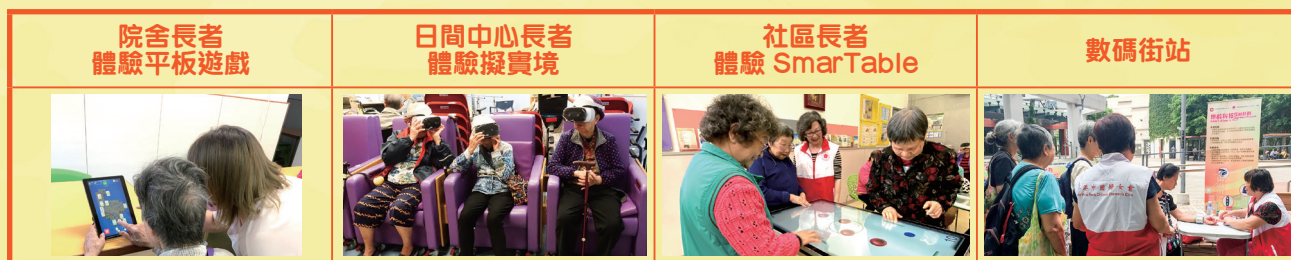 院舍長者
體驗平板遊戲
日間中心長者
體驗擬實境
社區長者
體驗 SmarTable
數碼街站